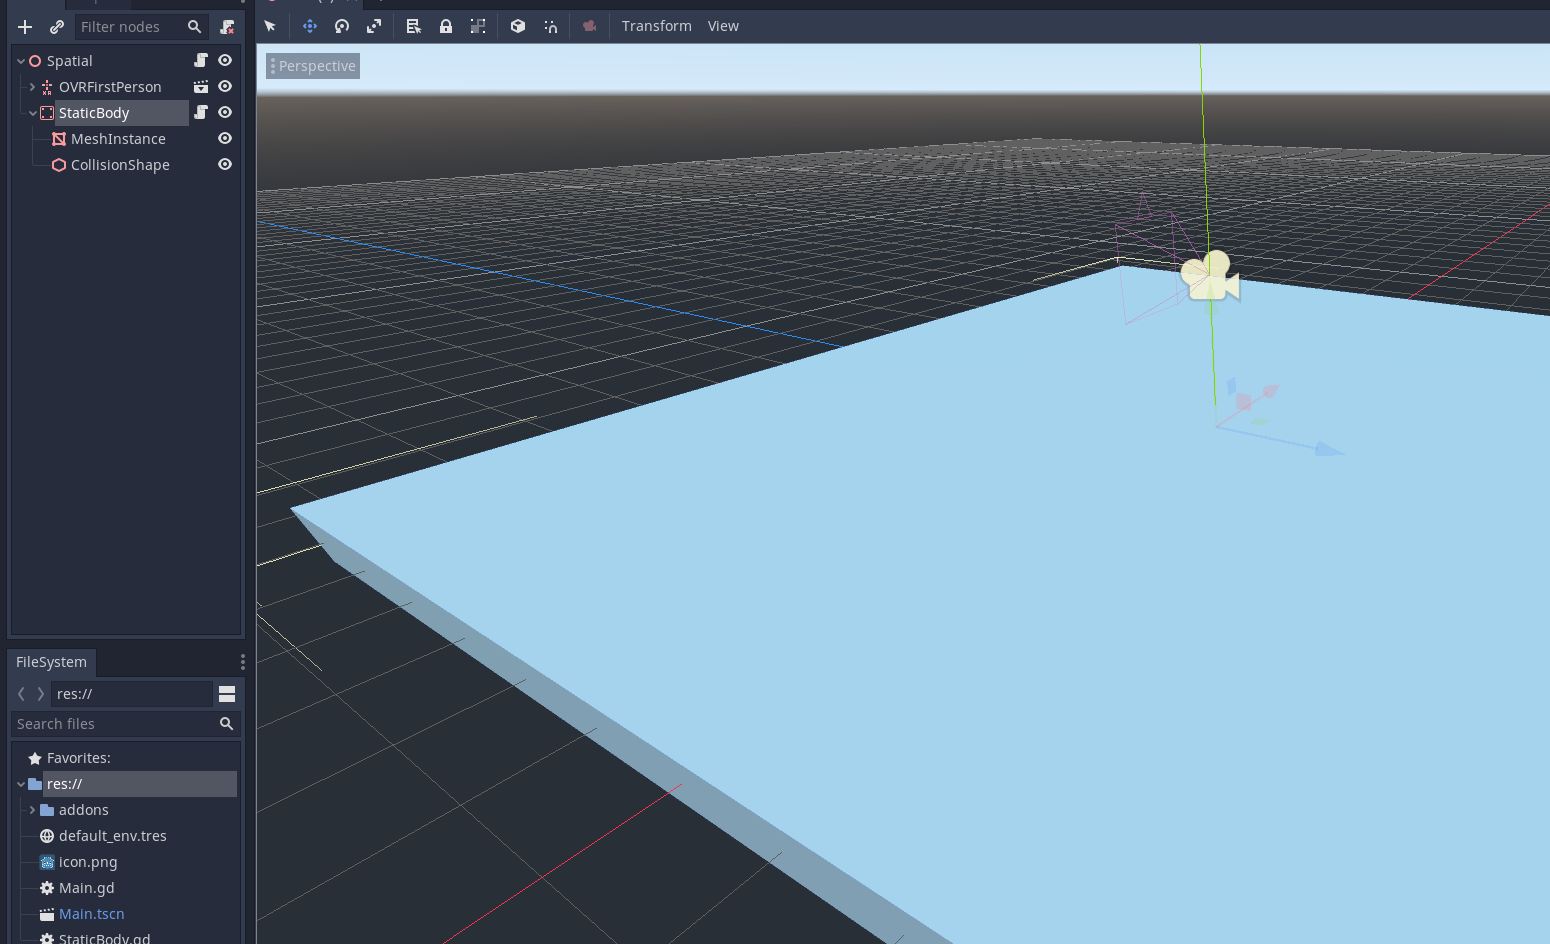 Filter nodes
Transform
View
Spatial
OVRFirstPerson
StaticBody
MeshInstance
CollisionShape
Perspective
FileSystem
res://
Search files
Favorites:
res://
addons
default_env.tres
icon.png
Main.gd
Main.tscn
StaticBody.gd